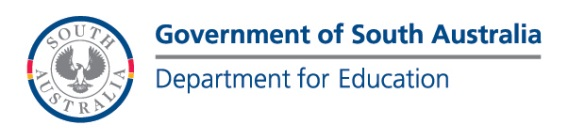 SOUTH
AUSTRALIA
Government of South Australia
Department for Education